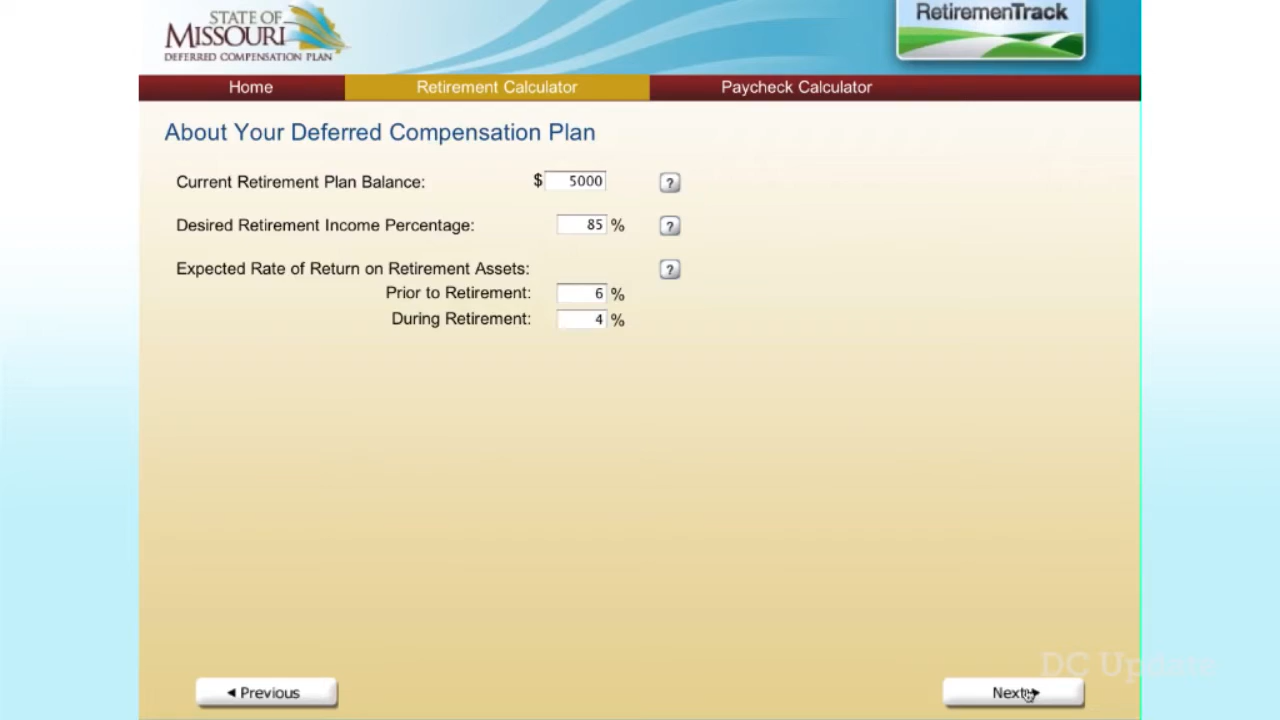 STATE OF
MISSOURI
DEFERRED COMPENSATION PLAN
RetiremenTrack
Home
Retirement Calculator
Paycheck Calculator
About Your Deferred Compensation Plan
Current Retirement Plan Balance: $ 5000 ?
Desired Retirement Income Percentage: 85 % ?
Expected Rate of Return on Retirement Assets: ?
Prior to Retirement: 6 %
During Retirement: 4 %
DC Update
Previous
Next